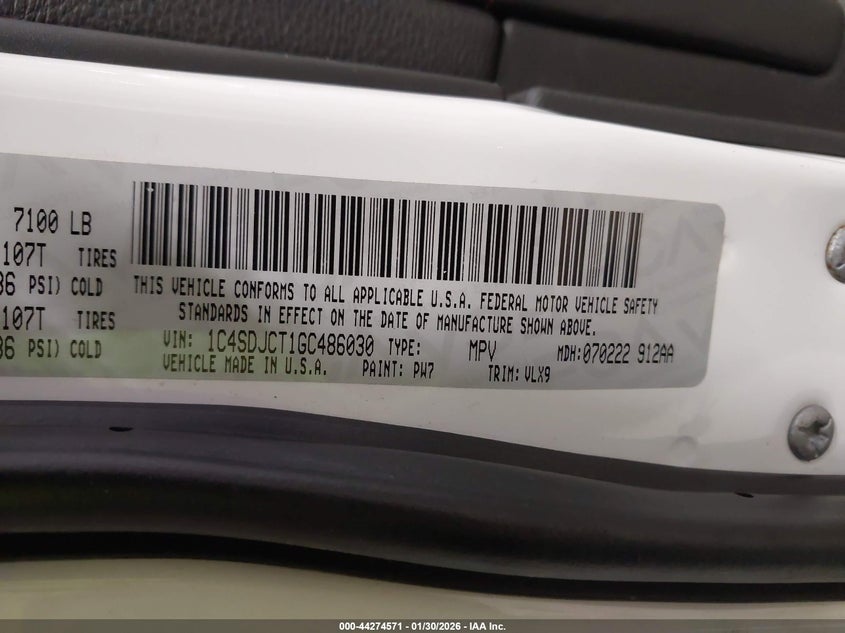 7100 LB
107T TIRES
36 PSI) COLD
107T TIRES
36 PSI) COLD
THIS VEHICLE CONFORMS TO ALL APPLICABLE U.S.A. FEDERAL MOTOR VEHICLE SAFETY
STANDARDS IN EFFECT ON THE DATE OF MANUFACTURE SHOWN ABOVE.
VIN: 1C4SDJCT1GC486030 TYPE: MPV MDH:070222 912AA
VEHICLE MADE IN U.S.A. PAINT: PW7 TRIM: VLX9
000-44274571 - 01/30/2026 - IAA Inc.